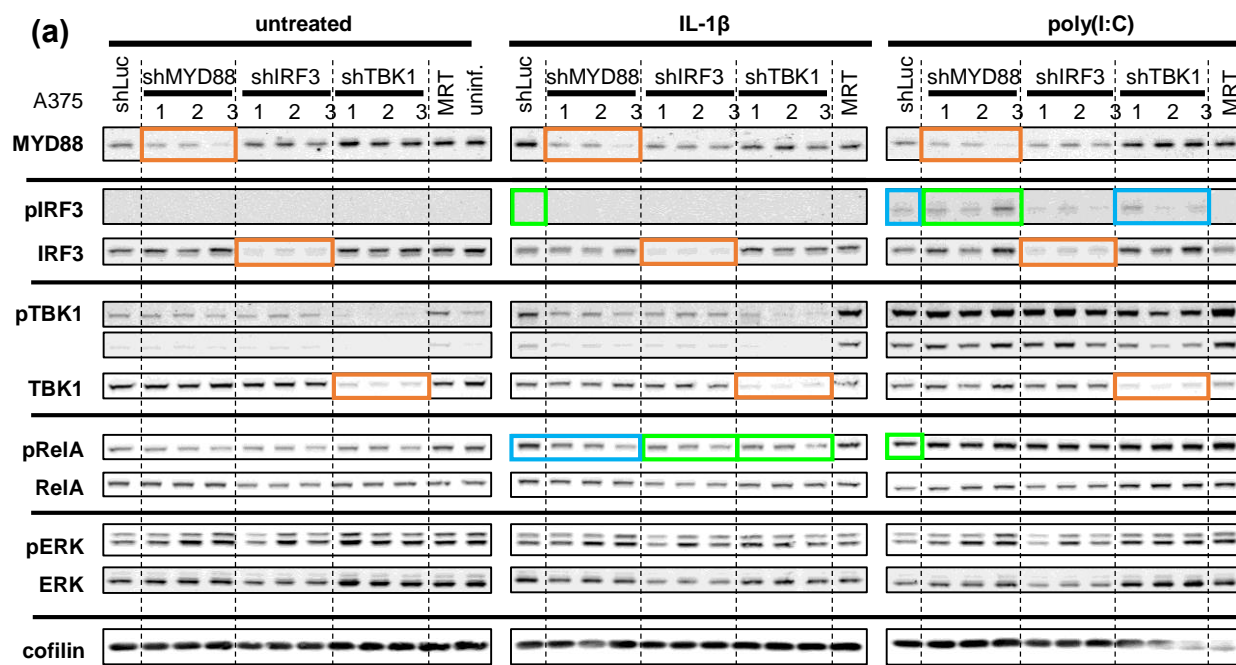 (a)
untreated IL-1β poly(I:C)
shLuc shMYD88 shIRF3 shTBK1 MRT uninf. shLuc shMYD88 shIRF3 shTBK1 MRT shLuc shMYD88 shIRF3 shTBK1 MRT
A375 1 2 3 1 2 3 1 2 3 1 2 3 1 2 3 1 2 3 1 2 3 1 2 3 1 2 3
MYD88
pIRF3
IRF3
pTBK1
TBK1
pRelA
RelA
pERK
ERK
cofilin